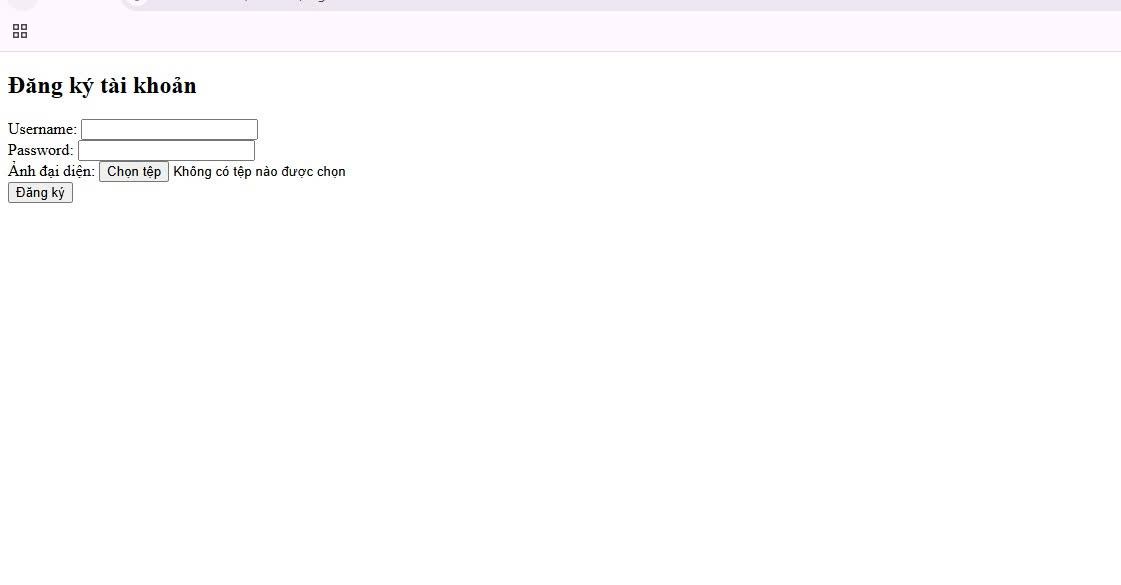 Đăng ký tài khoản
Username:
Password:
Ảnh đại diện: Chọn tệp Không có tệp nào được chọn
Đăng ký